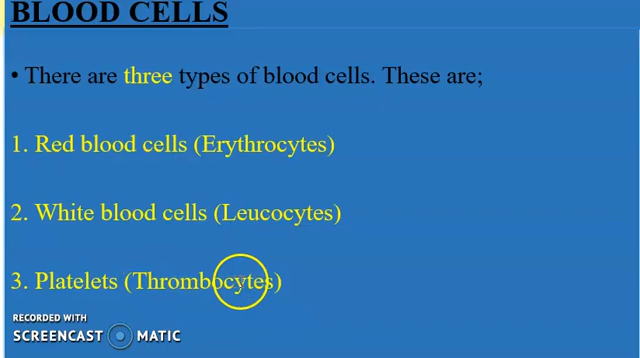 BLOOD CELLS
• There are three types of blood cells. These are;
1. Red blood cells (Erythrocytes)
2. White blood cells (Leucocytes)
3. Platelets (Thrombocytes)
RECORDED WITH
SCREENCAST MATIC